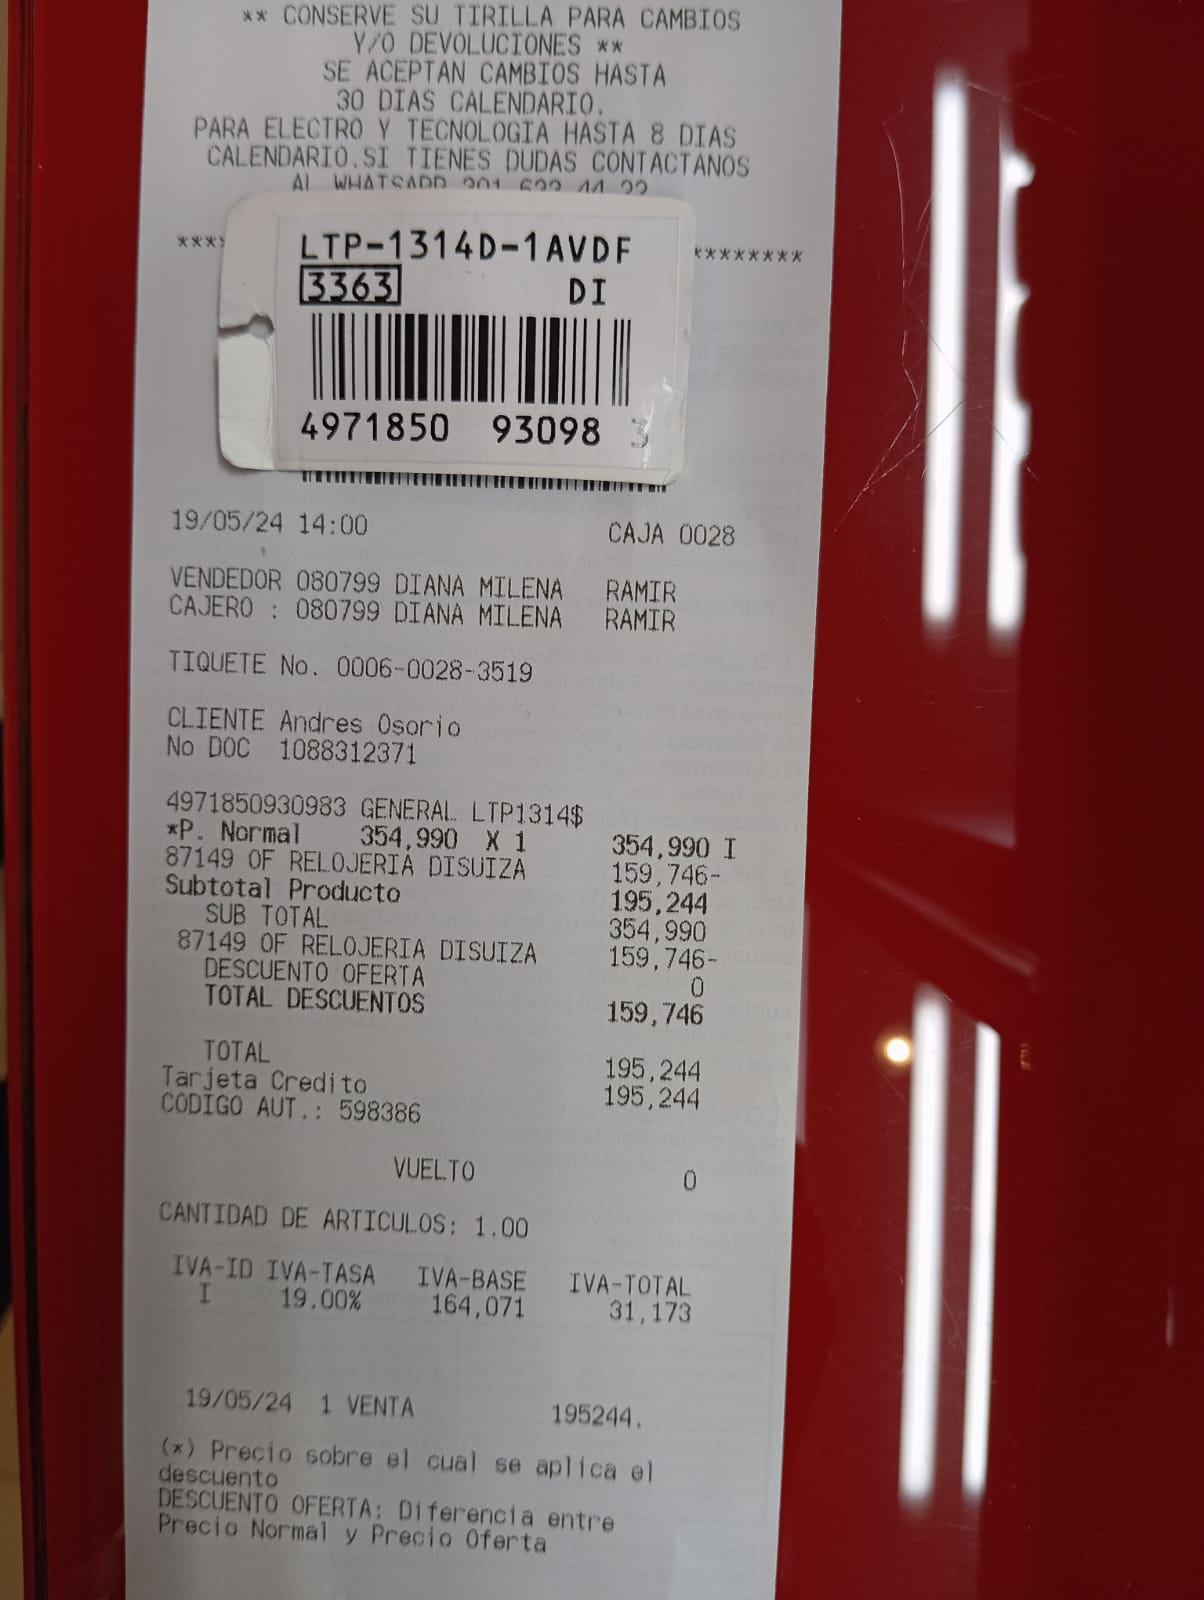 ** CONSERVE SU TIRILLA PARA CAMBIOS
Y/O DEVOLUCIONES **
SE ACEPTAN CAMBIOS HASTA
30 DIAS CALENDARIO.
PARA ELECTRO Y TECNOLOGIA HASTA 8 DIAS
CALENDARIO.SI TIENES DUDAS CONTACTANOS
AL WHATSAPP
LTP-1314D-1AVDF
3363 DI
4971850 93098 3
19/05/24 14:00 CAJA 0028
VENDEDOR 080799 DIANA MILENA RAMIR
CAJERO : 080799 DIANA MILENA RAMIR
TIQUETE No. 0006-0028-3519
CLIENTE Andres Osorio
No DOC 1088312371
4971850930983 GENERAL LTP1314$
*P. Normal 354,990 X 1 354,990 I
87149 OF RELOJERIA DISUIZA 159,746-
Subtotal Producto 195,244
SUB TOTAL 354,990
87149 OF RELOJERIA DISUIZA 159,746-
DESCUENTO OFERTA 0
TOTAL DESCUENTOS 159,746
TOTAL 195,244
Tarjeta Credito 195,244
CODIGO AUT.: 598386
VUELTO 0
CANTIDAD DE ARTICULOS: 1.00
IVA-ID IVA-TASA IVA-BASE IVA-TOTAL
I 19.00% 164,071 31,173
19/05/24 1 VENTA 195244.
(*) Precio sobre el cual se aplica el
descuento
DESCUENTO OFERTA: Diferencia entre
Precio Normal y Precio Oferta